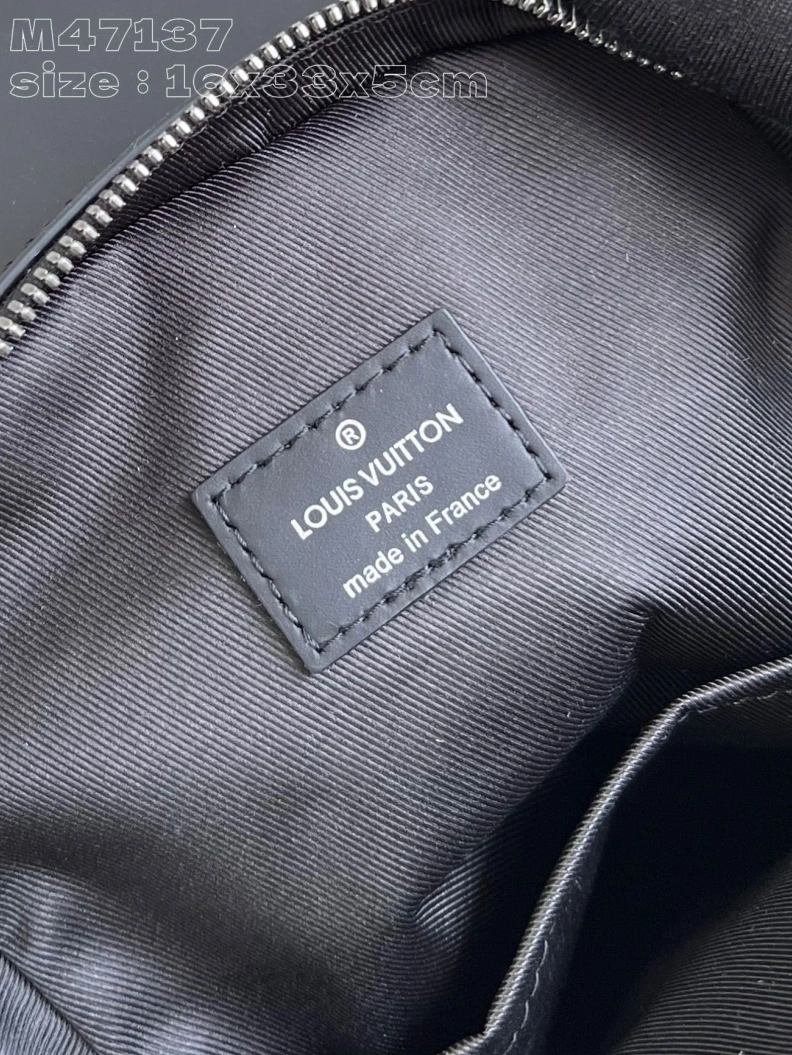 M47137
size : 16x33x5cm
®
LOUIS VUITTON
PARIS
made in France